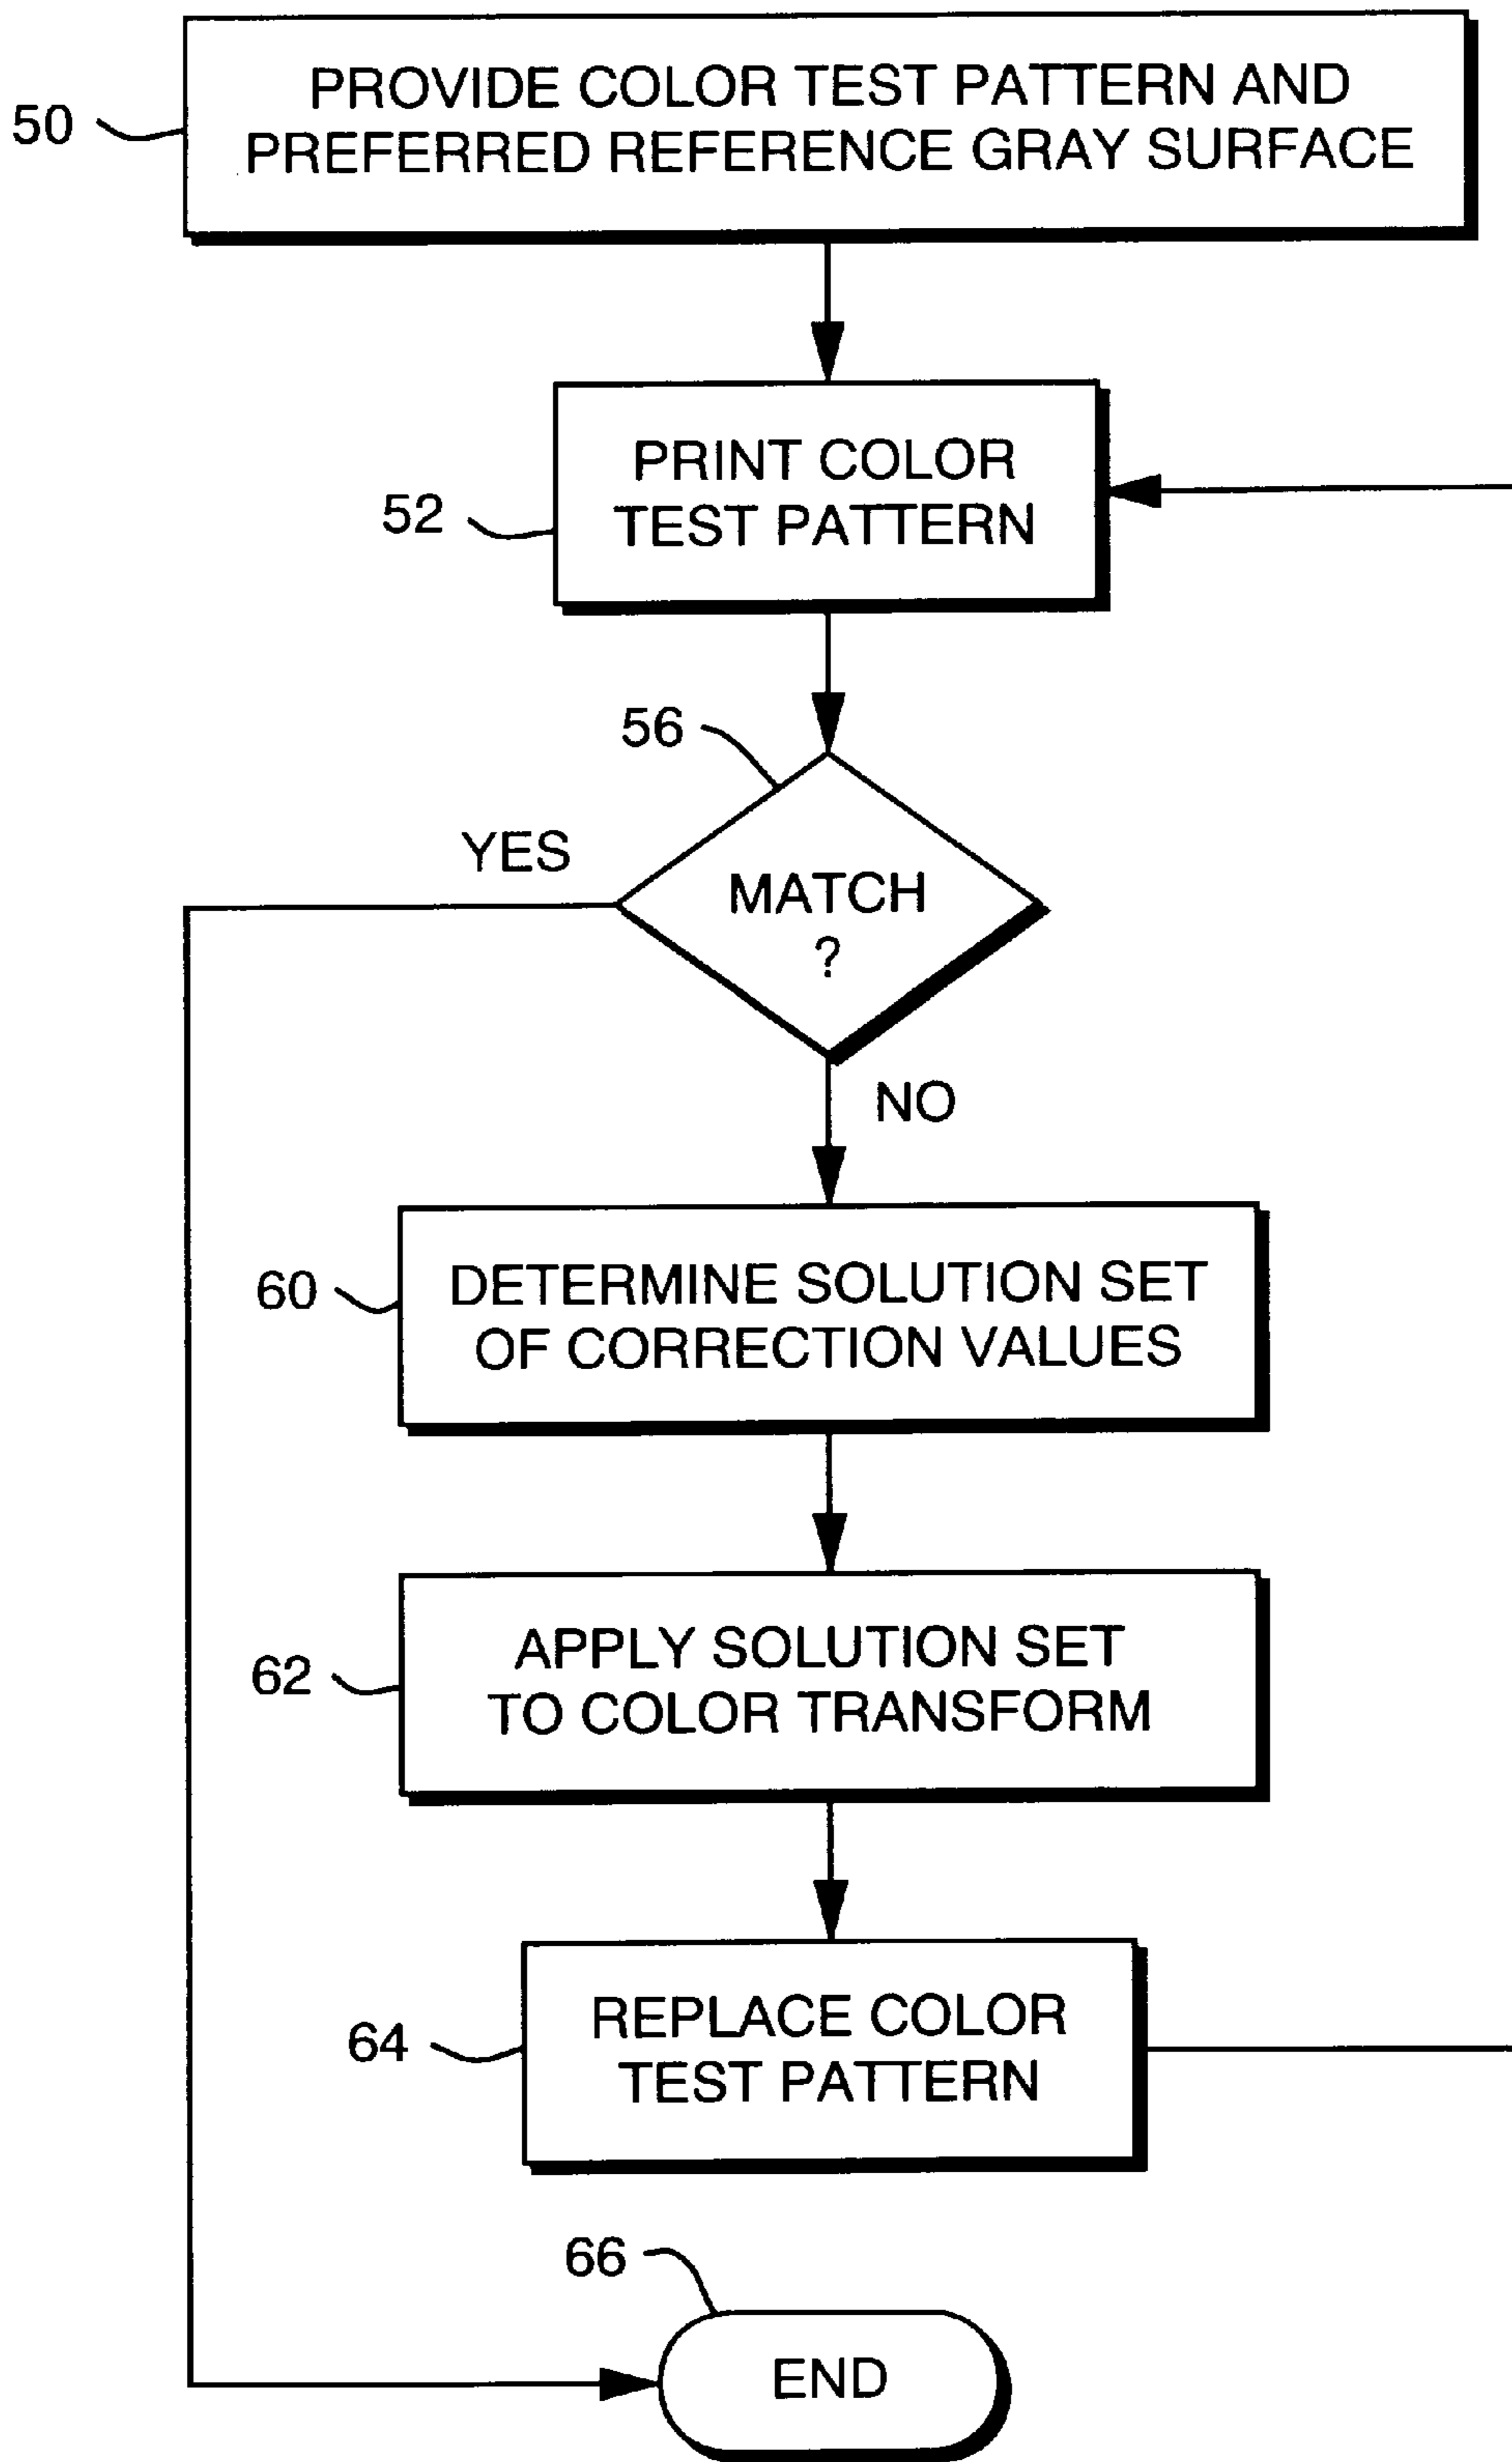 50
PROVIDE COLOR TEST PATTERN AND
PREFERRED REFERENCE GRAY SURFACE
52
PRINT COLOR
TEST PATTERN
56
YES
MATCH
?
NO
60
DETERMINE SOLUTION SET
OF CORRECTION VALUES
62
APPLY SOLUTION SET
TO COLOR TRANSFORM
64
REPLACE COLOR
TEST PATTERN
66
END